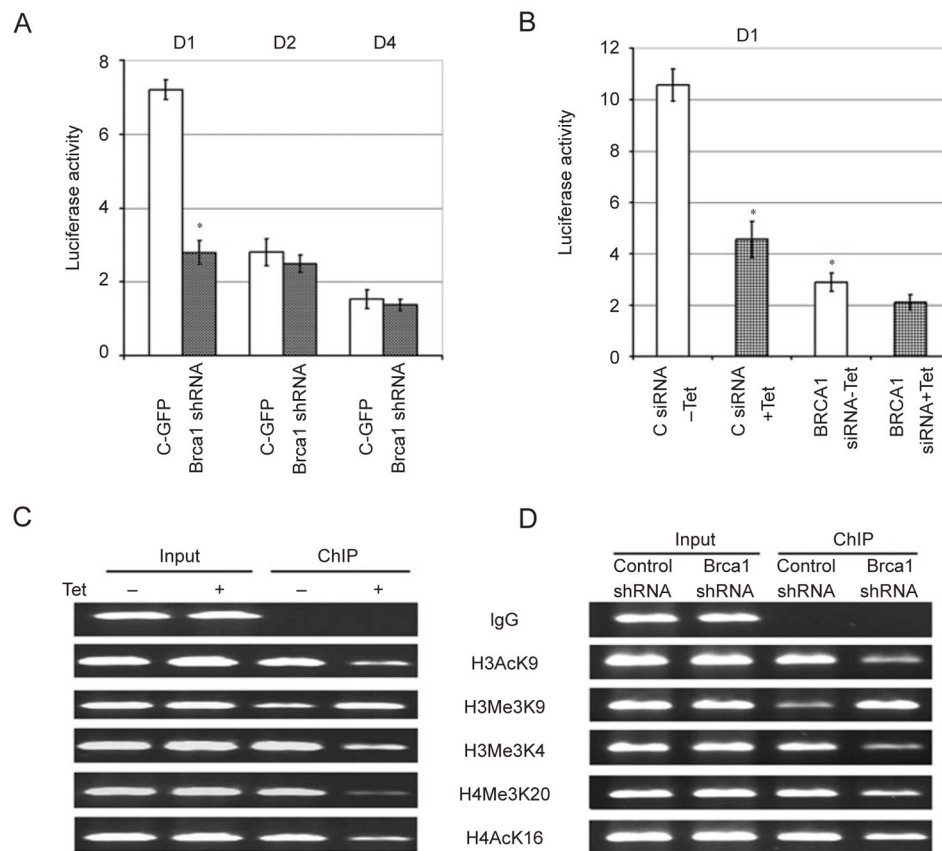 A
D1 D2 D4
8
6
4
2
0
Luciferase activity
*
C-GFP
Brca1 shRNA
C-GFP
Brca1 shRNA
C-GFP
Brca1 shRNA
B
D1
12
10
8
6
4
2
0
Luciferase activity
*
*
C siRNA
–Tet
C siRNA
+Tet
BRCA1
siRNA-Tet
BRCA1
siRNA+Tet
C
Input ChIP
Tet – + – +
D
Input ChIP
Control Brca1 Control Brca1
shRNA shRNA shRNA shRNA
IgG
H3AcK9
H3Me3K9
H3Me3K4
H4Me3K20
H4AcK16